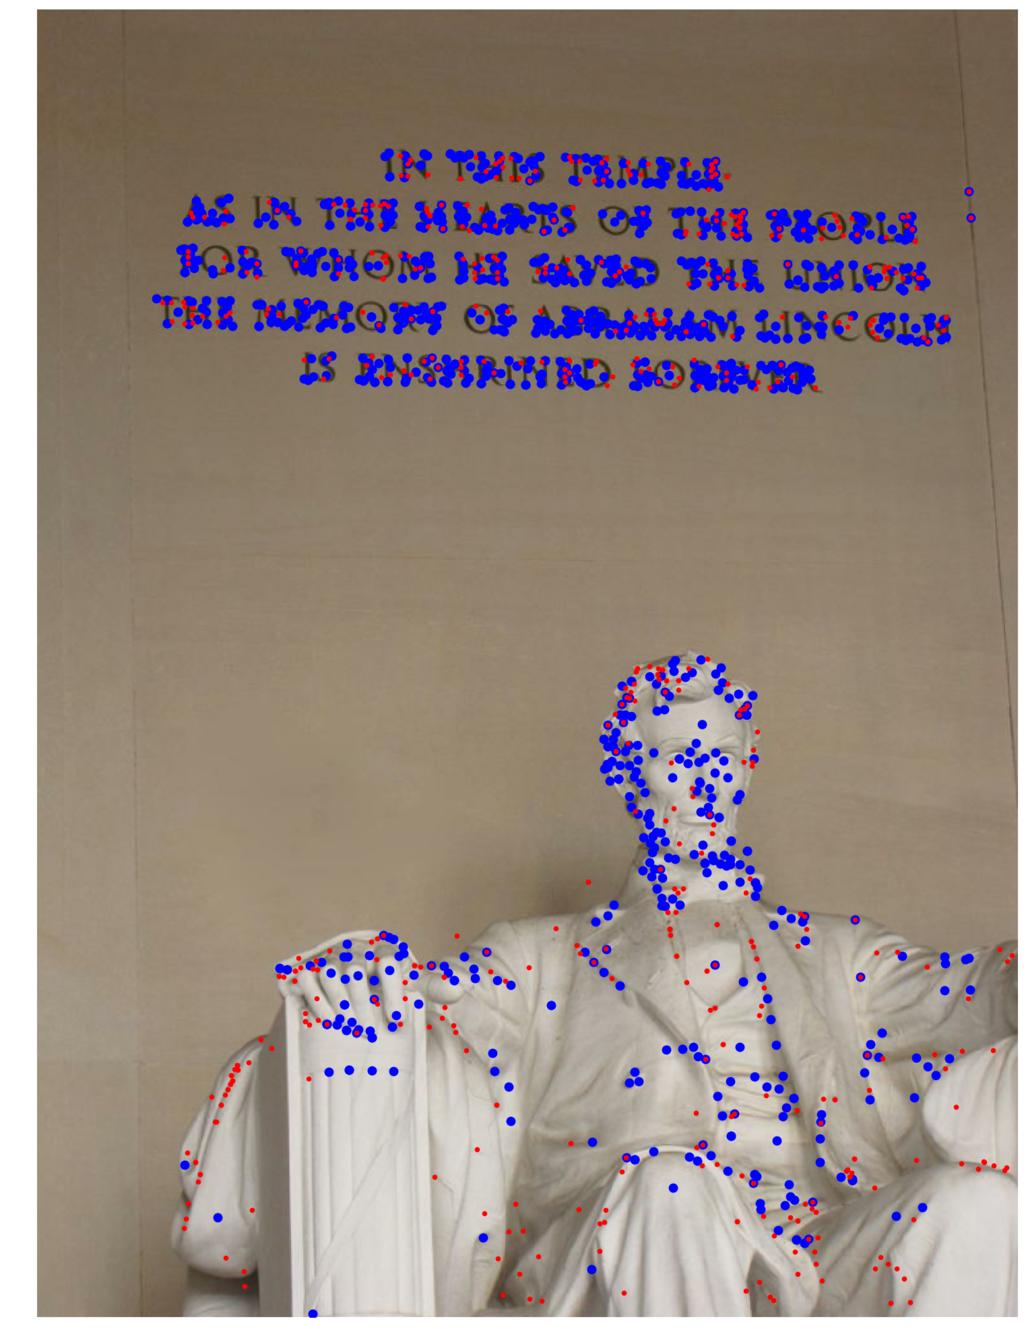 IN THIS TEMPLE
AS IN THE HEARTS OF THE PEOPLE
FOR WHOM HE SAVED THE UNION
THE MEMORY OF ABRAHAM LINCOLN
IS ENSHRINED FOREVER